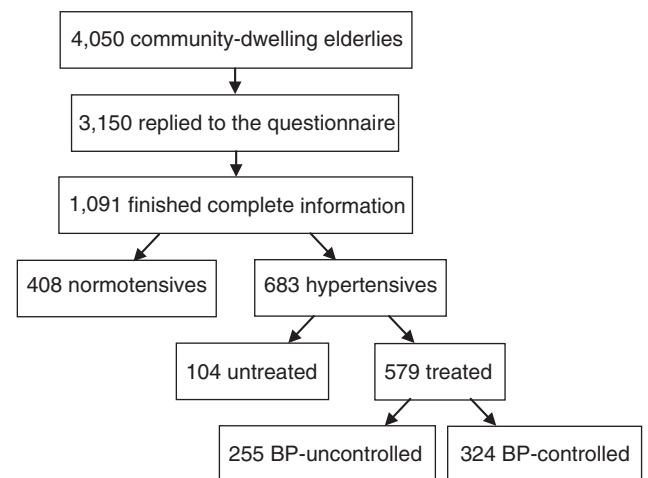 4,050 community-dwelling elderlies
3,150 replied to the questionnaire
1,091 finished complete information
408 normotensives
683 hypertensives
104 untreated
579 treated
255 BP-uncontrolled
324 BP-controlled